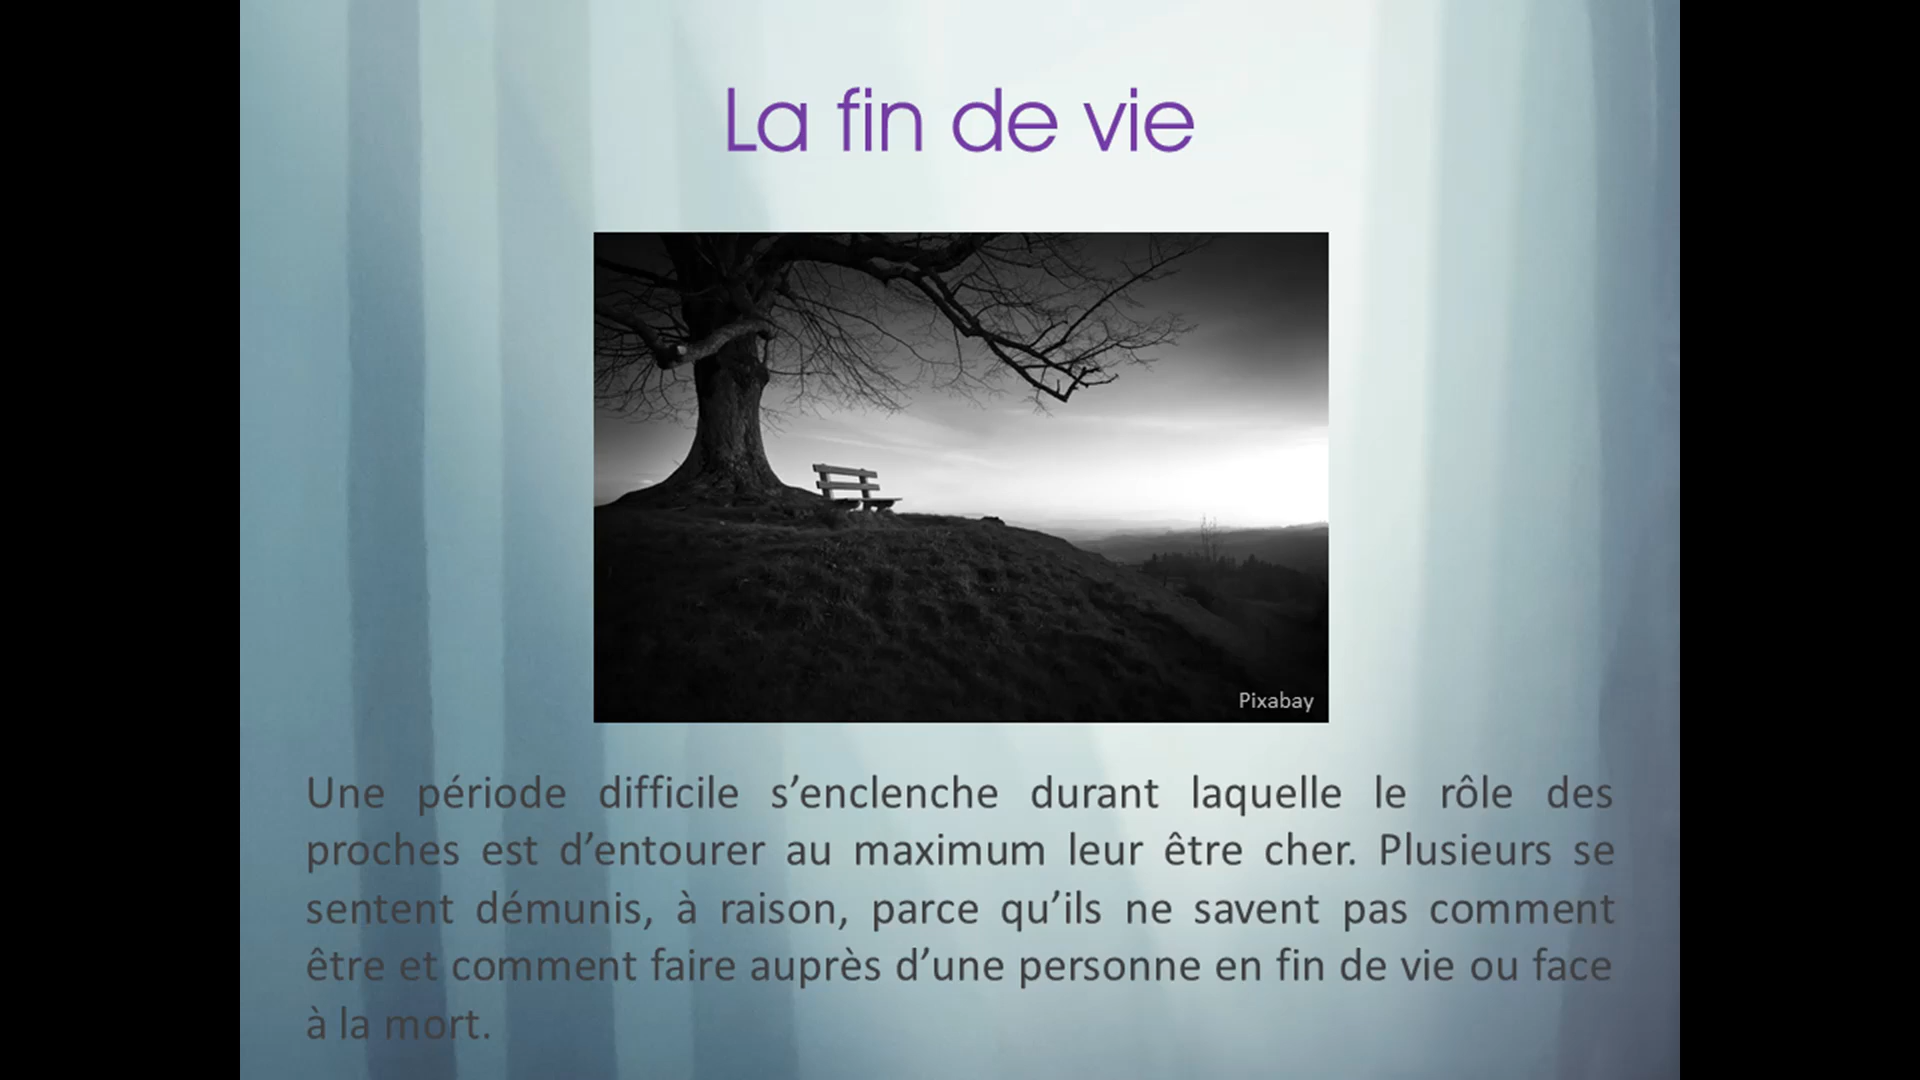 La fin de vie
Pixabay
Une période difficile s’enclenche durant laquelle le rôle des
proches est d’entourer au maximum leur être cher. Plusieurs se
sentent démunis, à raison, parce qu’ils ne savent pas comment
être et comment faire auprès d’une personne en fin de vie ou face
à la mort.